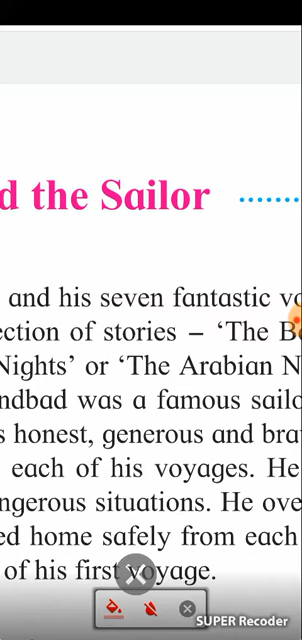 d the Sailor
and his seven fantastic
ection of stories – ‘The
Nights’ or ‘The Arabian N
ndbad was a famous sailo
s honest, generous and bra
each of his voyages. He
ngerous situations. He ove
ed home safely from each
of his first voyage.
SUPER Recoder